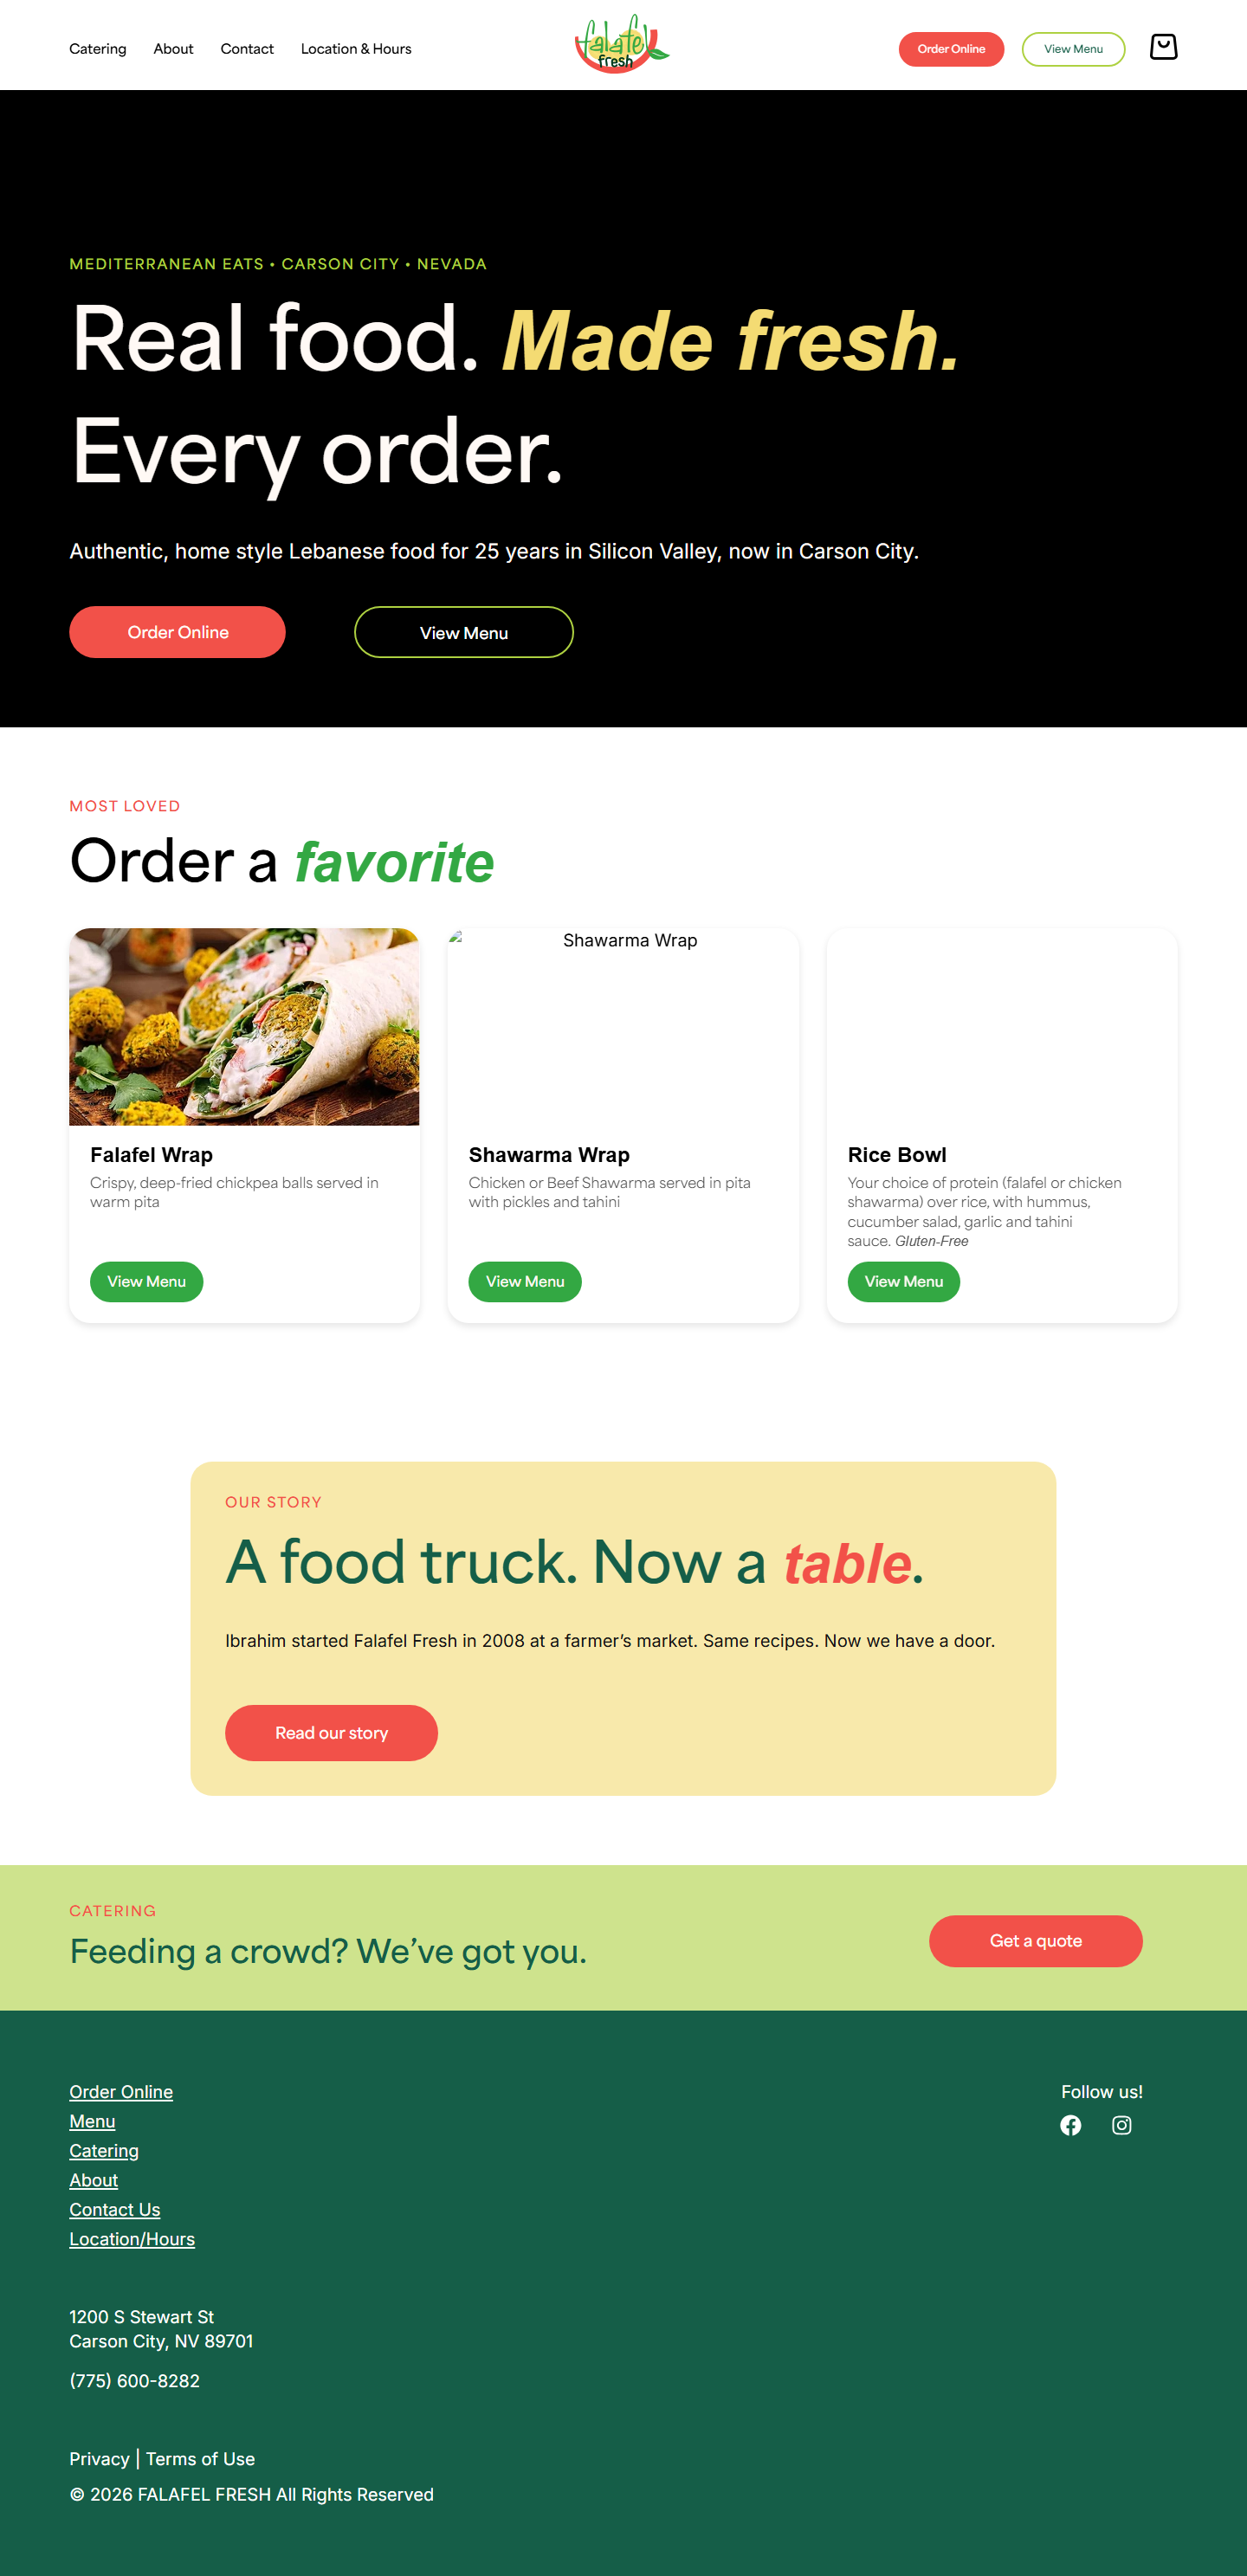 Catering About Contact Location & Hours
falafel
fresh
Order Online View Menu
MEDITERRANEAN EATS • CARSON CITY • NEVADA
Real food. Made fresh.
Every order.
Authentic, home style Lebanese food for 25 years in Silicon Valley, now in Carson City.
Order Online View Menu
MOST LOVED
Order a favorite
Shawarma Wrap
Falafel Wrap
Crispy, deep-fried chickpea balls served in
warm pita
View Menu
Shawarma Wrap
Chicken or Beef Shawarma served in pita
with pickles and tahini
View Menu
Rice Bowl
Your choice of protein (falafel or chicken
shawarma) over rice, with hummus,
cucumber salad, garlic and tahini
sauce. Gluten-Free
View Menu
OUR STORY
A food truck. Now a table.
Ibrahim started Falafel Fresh in 2008 at a farmer’s market. Same recipes. Now we have a door.
Read our story
CATERING
Feeding a crowd? We’ve got you.
Get a quote
Order Online
Menu
Catering
About
Contact Us
Location/Hours
Follow us!
1200 S Stewart St
Carson City, NV 89701
(775) 600-8282
Privacy | Terms of Use
© 2026 FALAFEL FRESH All Rights Reserved